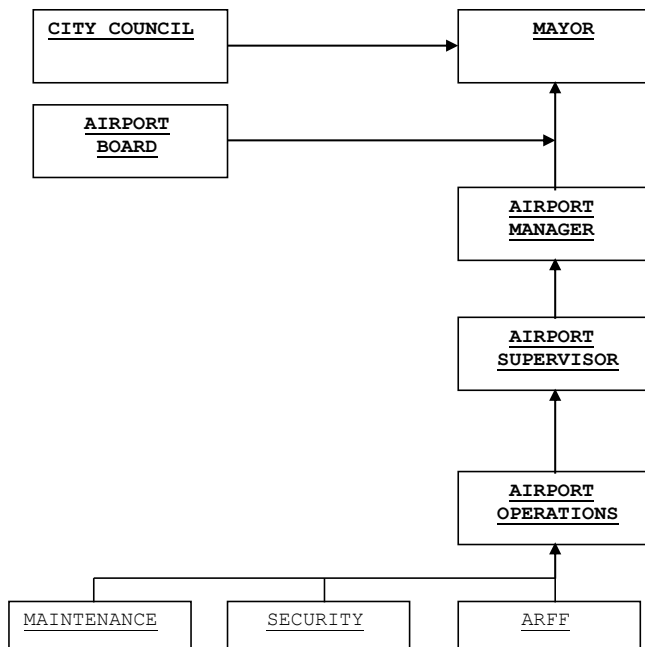 CITY COUNCIL
MAYOR
AIRPORT
BOARD
AIRPORT
MANAGER
AIRPORT
SUPERVISOR
AIRPORT
OPERATIONS
MAINTENANCE
SECURITY
ARFF